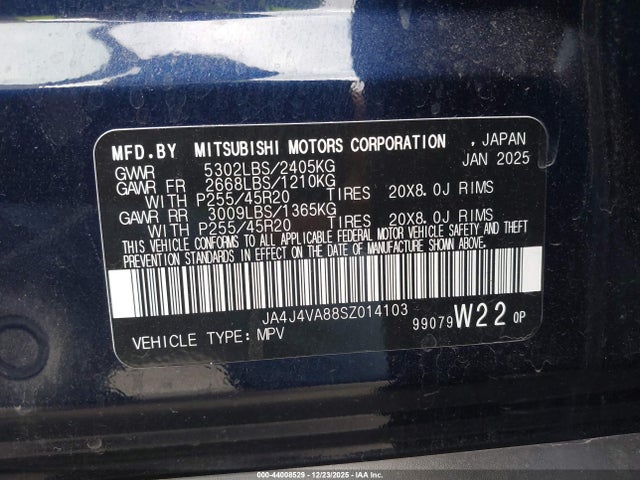 MFD.BY MITSUBISHI MOTORS CORPORATION , JAPAN
GVWR 5302LBS/2405KG JAN 2025
GAWR FR 2668LBS/1210KG
WITH P255/45R20 TIRES 20X8.0J RIMS
GAWR RR 3009LBS/1365KG
WITH P255/45R20 TIRES 20X8.0J RIMS
THIS VEHICLE CONFORMS TO ALL APPLICABLE FEDERAL MOTOR VEHICLE SAFETY AND THEFT
PREVENTION STANDARDS IN EFFECT ON THE DATE OF MANUFACTURE SHOWN ABOVE.
JA4J4VA88SZ014103
VEHICLE TYPE: MPV 99079 W22 0P
000-44008529 - 12/23/2025 - IAAI.COM